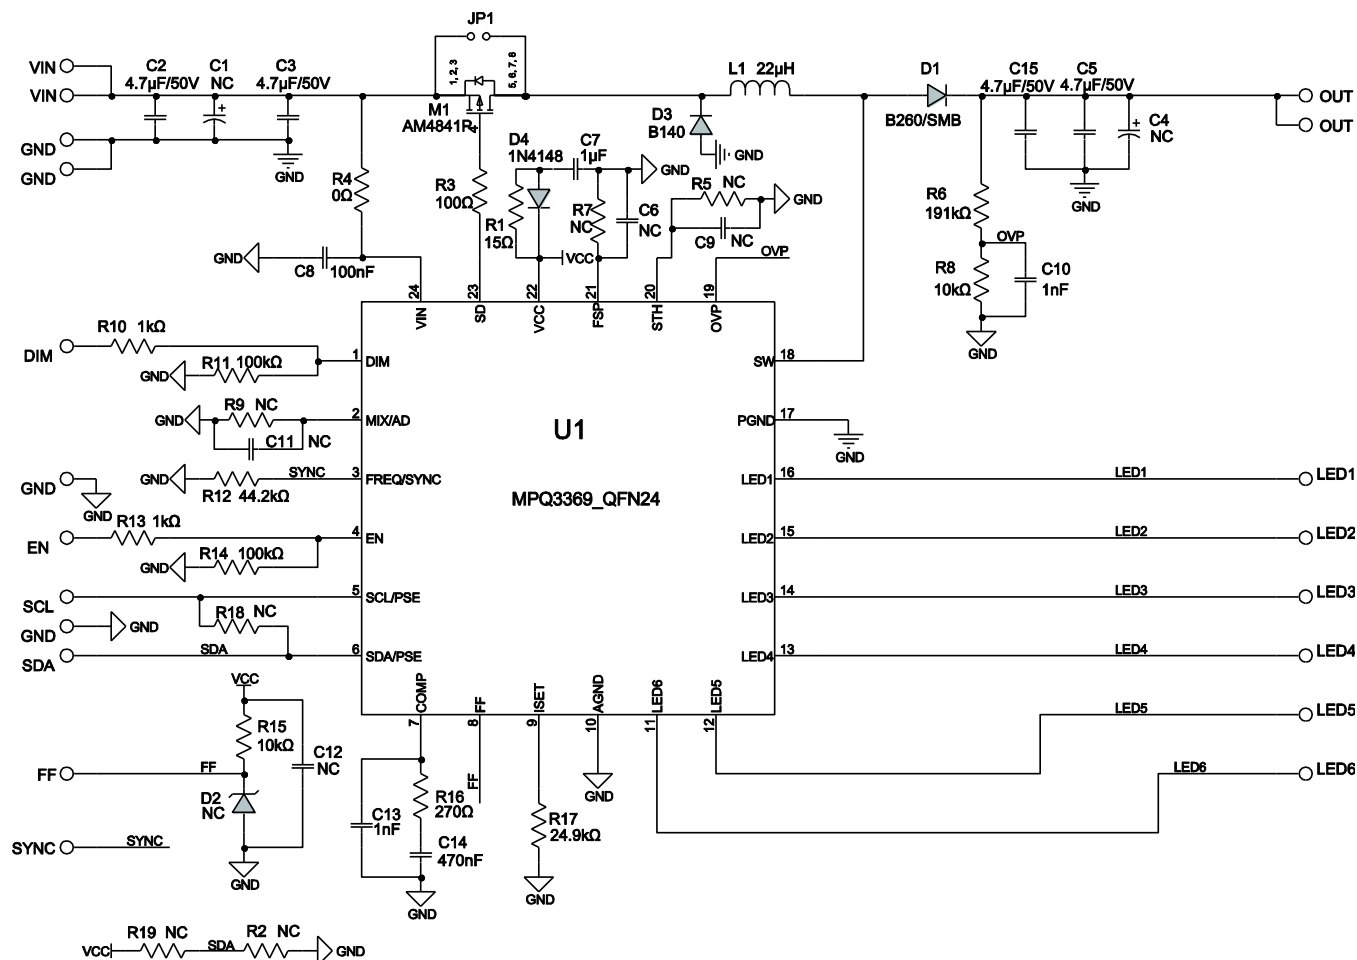 JP1
VIN
VIN
C2
4.7µF/50V
C1
NC
C3
4.7µF/50V
1, 2, 3
5, 6, 7, 8
M1
AM4841P
4
L1 22µH
D3
B140
GND
D1
B260/SMB
C15
4.7µF/50V
C5
4.7µF/50V
C4
NC
OUT
OUT
GND
GND
GND
GND
R4
0Ω
R3
100Ω
D4
1N4148
R1
15Ω
C7
1µF
GND
R7
NC
C6
NC
VCC
R5 NC
GND
C9 NC
OVP
R6
191kΩ
OVP
R8
10kΩ
C10
1nF
GND
GND
C8 100nF
24
23
22
21
20
19
VIN
SD
VCC
FSP
STH
OVP
DIM
R10 1kΩ
GND
R11 100kΩ
1
DIM
SW
18
GND
R9 NC
C11 NC
2
MIX/AD
U1
PGND
17
GND
GND
GND
GND
R12 44.2kΩ
SYNC
3
FREQ/SYNC
MPQ3369_QFN24
LED1
16
LED1
LED1
EN
R13 1kΩ
GND
R14 100kΩ
4
EN
LED2
15
LED2
LED2
SCL
5
SCL/PSE
LED3
14
LED3
LED3
GND
GND
R18 NC
SDA
SDA
6
SDA/PSE
LED4
13
LED4
LED4
COMP
FF
ISET
AGND
LED6
LED5
7
8
9
10
11
12
LED5
LED5
LED6
LED6
VCC
R15
10kΩ
C12
NC
FF
FF
D2
NC
GND
SYNC
SYNC
C13
1nF
R16
270Ω
C14
470nF
GND
FF
R17
24.9kΩ
GND
GND
VCC
R19 NC
SDA
R2 NC
GND